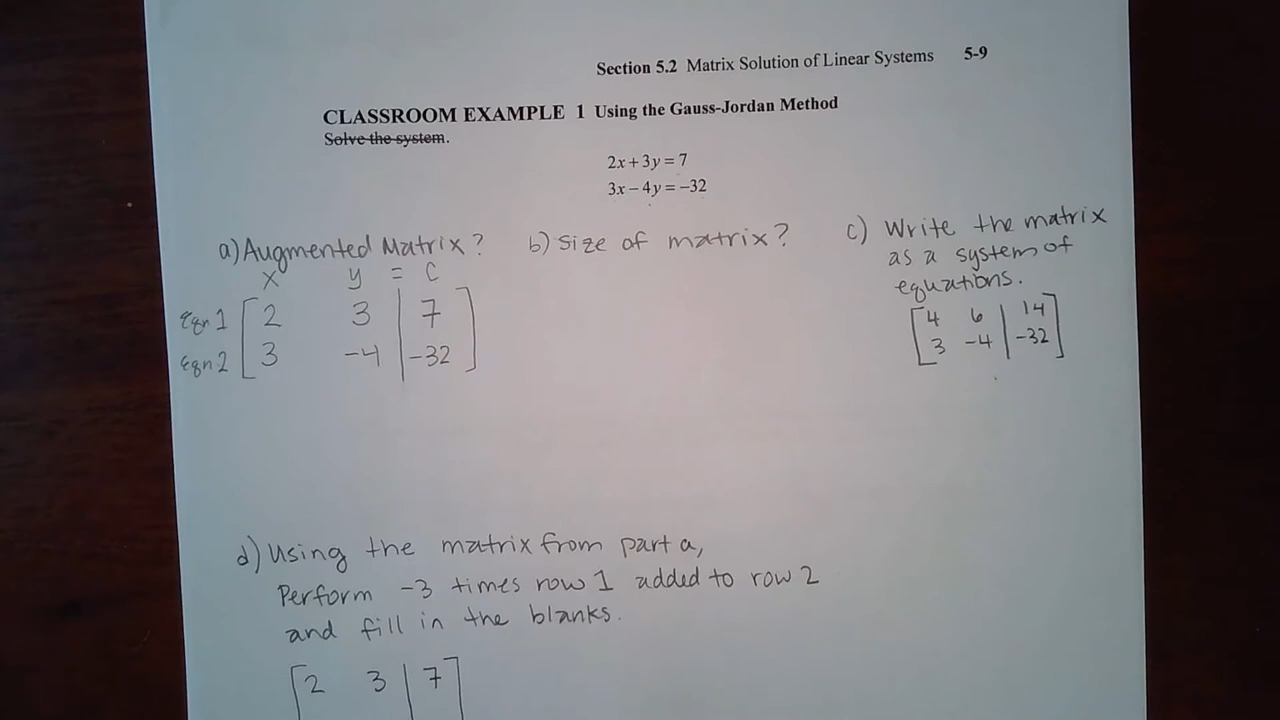 Section 5.2 Matrix Solution of Linear Systems 5-9
CLASSROOM EXAMPLE 1 Using the Gauss-Jordan Method
Solve the system.
2x + 3y = 7
3x – 4y = –32
a) Augmented Matrix?
x y = C
Eqn 1 [ 2 3 | 7 ]
Eqn 2 [ 3 -4 | -32 ]
b) Size of matrix?
c) Write the matrix
as a system of
equations.
[ 4 6 | 14 ]
[ 3 -4 | -32 ]
d) Using the matrix from part a,
Perform -3 times row 1 added to row 2
and fill in the blanks.
[ 2 3 | 7 ]